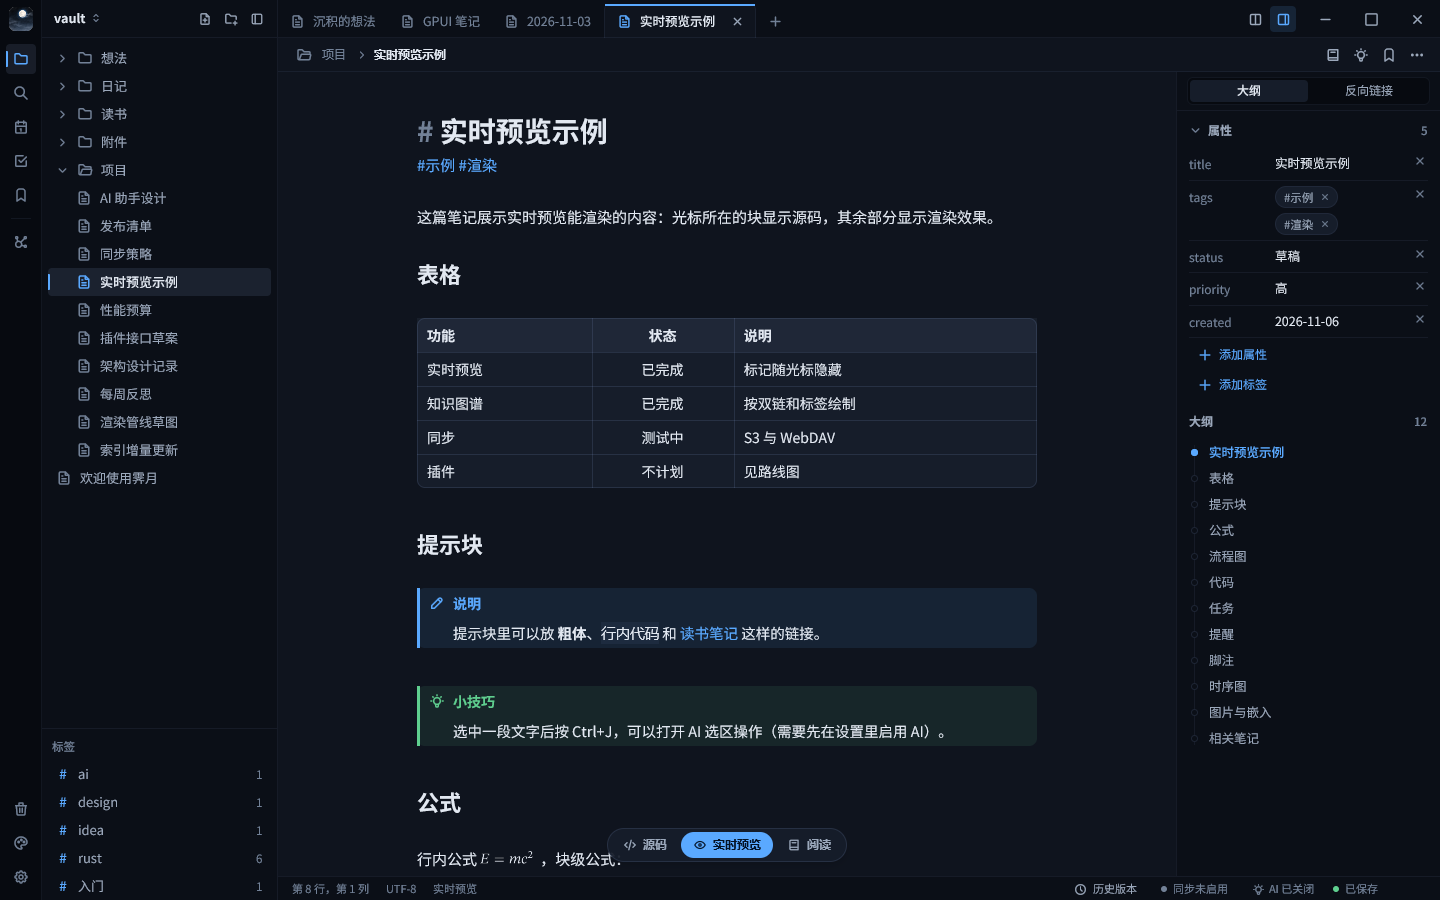 vault
想法
日记
读书
附件
项目
AI 助手设计
发布清单
同步策略
实时预览示例
性能预算
插件接口草案
架构设计记录
每周反思
渲染管线草图
索引增量更新
欢迎使用霁月
标签
# ai 1
# design 1
# idea 1
# rust 6
# 入门 1
沉积的想法
GPUI 笔记
2026-11-03
实时预览示例
项目 > 实时预览示例
# 实时预览示例
#示例 #渲染
这篇笔记展示实时预览能渲染的内容：光标所在的块显示源码，其余部分显示渲染效果。
表格
功能 状态 说明
实时预览 已完成 标记随光标隐藏
知识图谱 已完成 按双链和标签绘制
同步 测试中 S3 与 WebDAV
插件 不计划 见路线图
提示块
说明
提示块里可以放 粗体、行内代码 和 读书笔记 这样的链接。
小技巧
选中一段文字后按 Ctrl+J，可以打开 AI 选区操作（需要先在设置里启用 AI）。
公式
行内公式 E = mc² ，块级公式：
源码
实时预览
阅读
大纲
反向链接
属性 5
title 实时预览示例
tags #示例
#渲染
status 草稿
priority 高
created 2026-11-06
添加属性
添加标签
大纲 12
实时预览示例
表格
提示块
公式
流程图
代码
任务
提醒
脚注
时序图
图片与嵌入
相关笔记
第 8 行，第 1 列 UTF-8 实时预览
历史版本 同步未启用 AI 已关闭 已保存